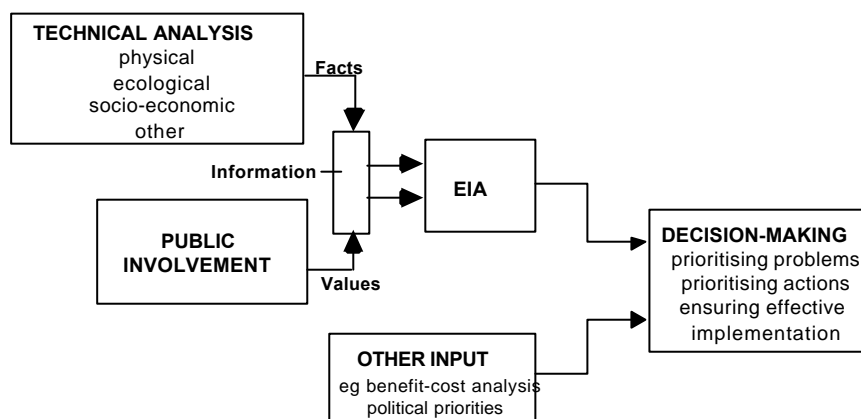 TECHNICAL ANALYSIS
physical
ecological
socio-economic
other
Facts
Information
EIA
PUBLIC
INVOLVEMENT
Values
DECISION-MAKING
prioritising problems
prioritising actions
ensuring effective
implementation
OTHER INPUT
eg benefit-cost analysis
political priorities